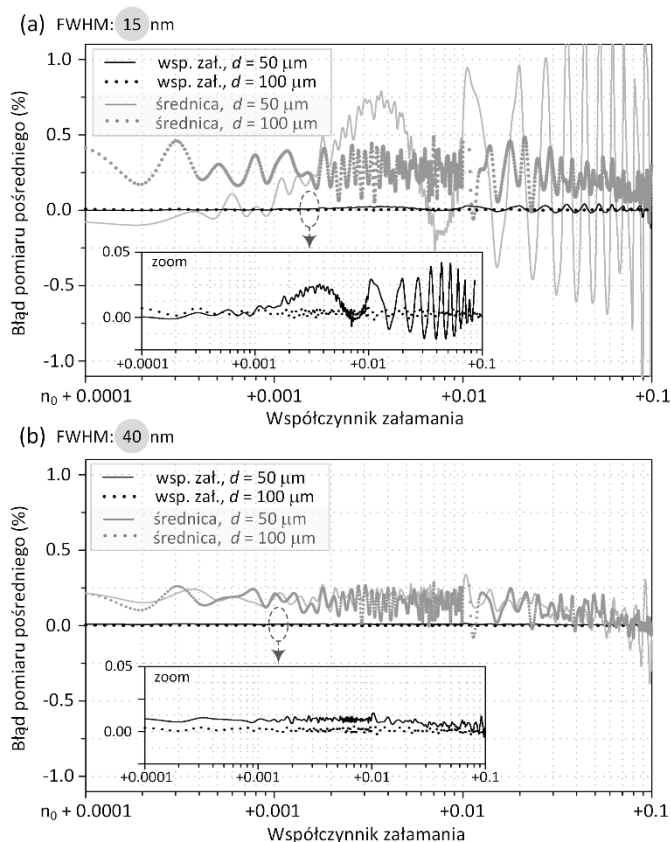 (a) FWHM: 15 nm
wsp. zał., d = 50 μm
wsp. zał., d = 100 μm
średnica, d = 50 μm
średnica, d = 100 μm
Błąd pomiaru pośredniego (%)
1.0
0.5
0.0
-0.5
-1.0
zoom
0.05
0.00
+0.0001 +0.001 +0.01 +0.1
n₀ + 0.0001 +0.001 +0.01 +0.1
Współczynnik załamania
(b) FWHM: 40 nm
wsp. zał., d = 50 μm
wsp. zał., d = 100 μm
średnica, d = 50 μm
średnica, d = 100 μm
Błąd pomiaru pośredniego (%)
1.0
0.5
0.0
-0.5
-1.0
zoom
0.05
0.00
+0.0001 +0.001 +0.01 +0.1
n₀ + 0.0001 +0.001 +0.01 +0.1
Współczynnik załamania